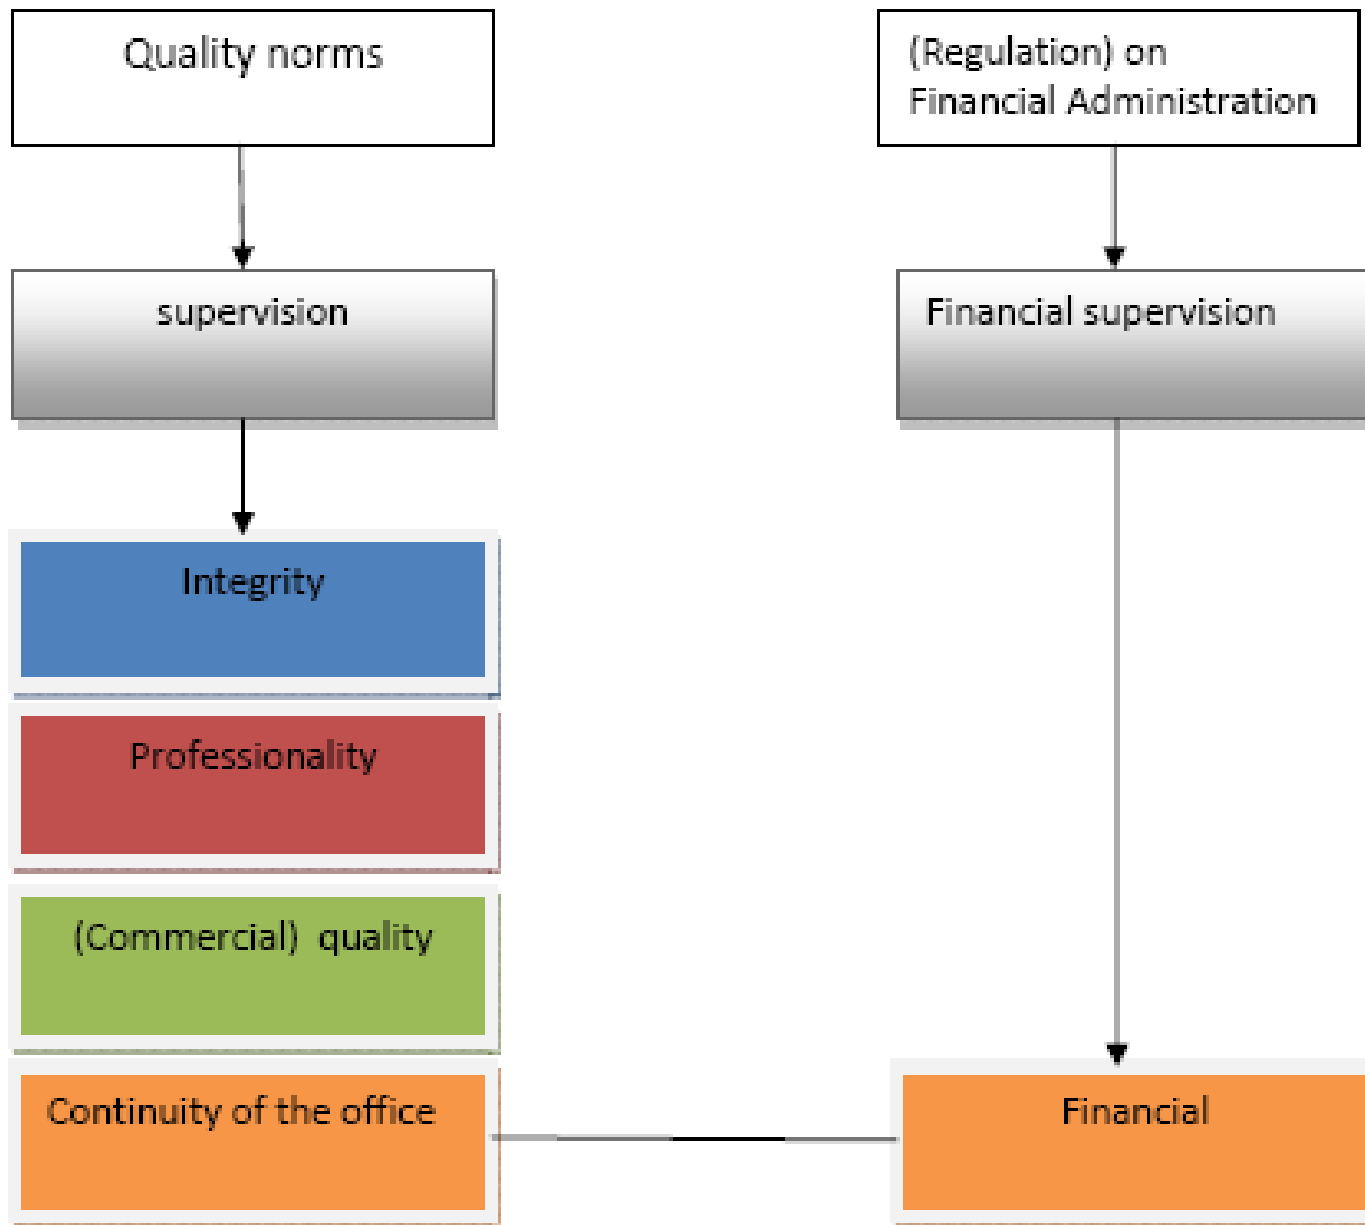 Quality norms
(Regulation) on
Financial Administration
supervision
Financial supervision
Integrity
Professionality
(Commercial) quality
Continuity of the office
Financial